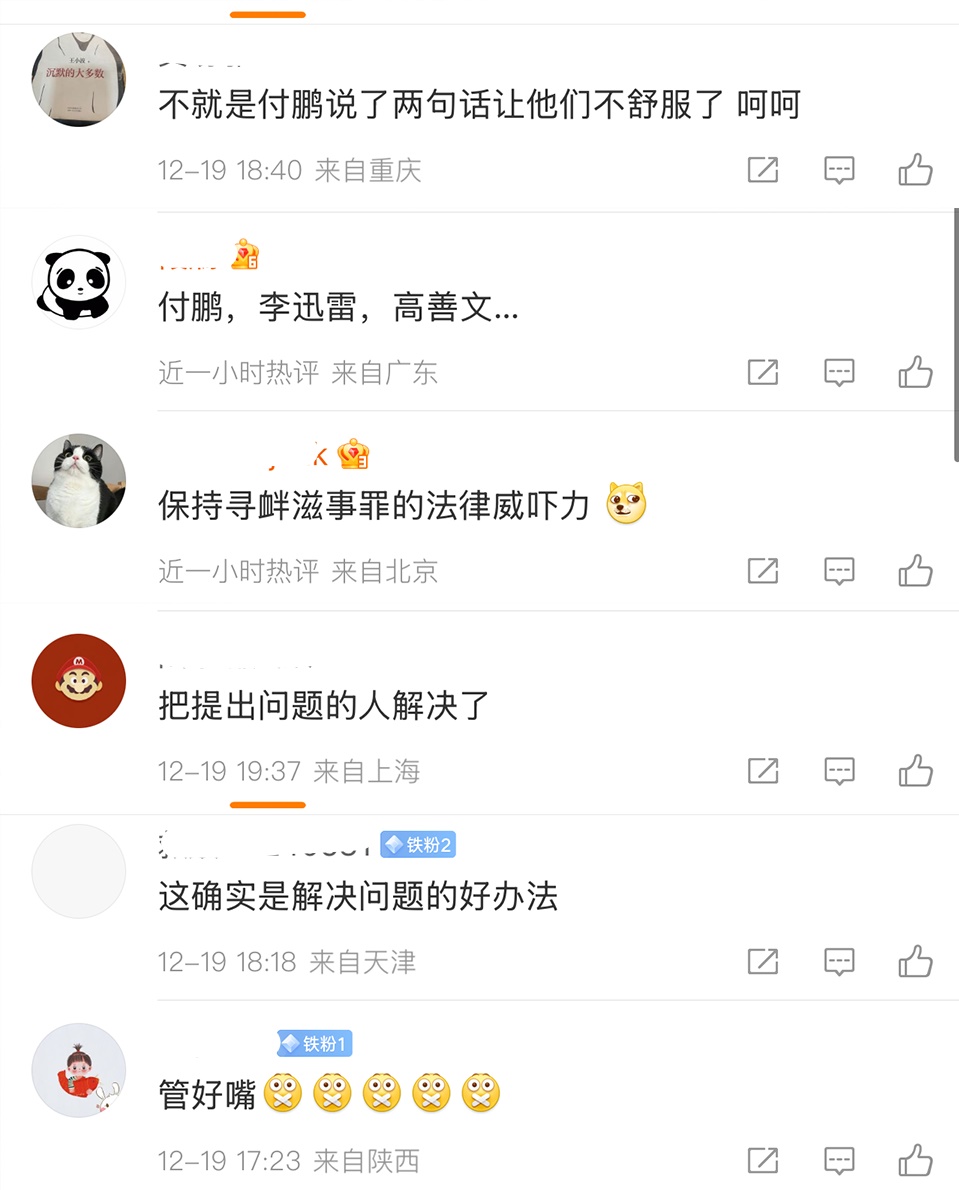 王小波
沉默的大多数
不就是付鹏说了两句话让他们不舒服了 呵呵
12-19 18:40 来自重庆
6
付鹏，李迅雷，高善文...
近一小时热评 来自广东
k 3
保持寻衅滋事罪的法律威吓力
近一小时热评 来自北京
M
把提出问题的人解决了
12-19 19:37 来自上海
铁粉2
这确实是解决问题的好办法
12-19 18:18 来自天津
铁粉1
管好嘴
12-19 17:23 来自陕西